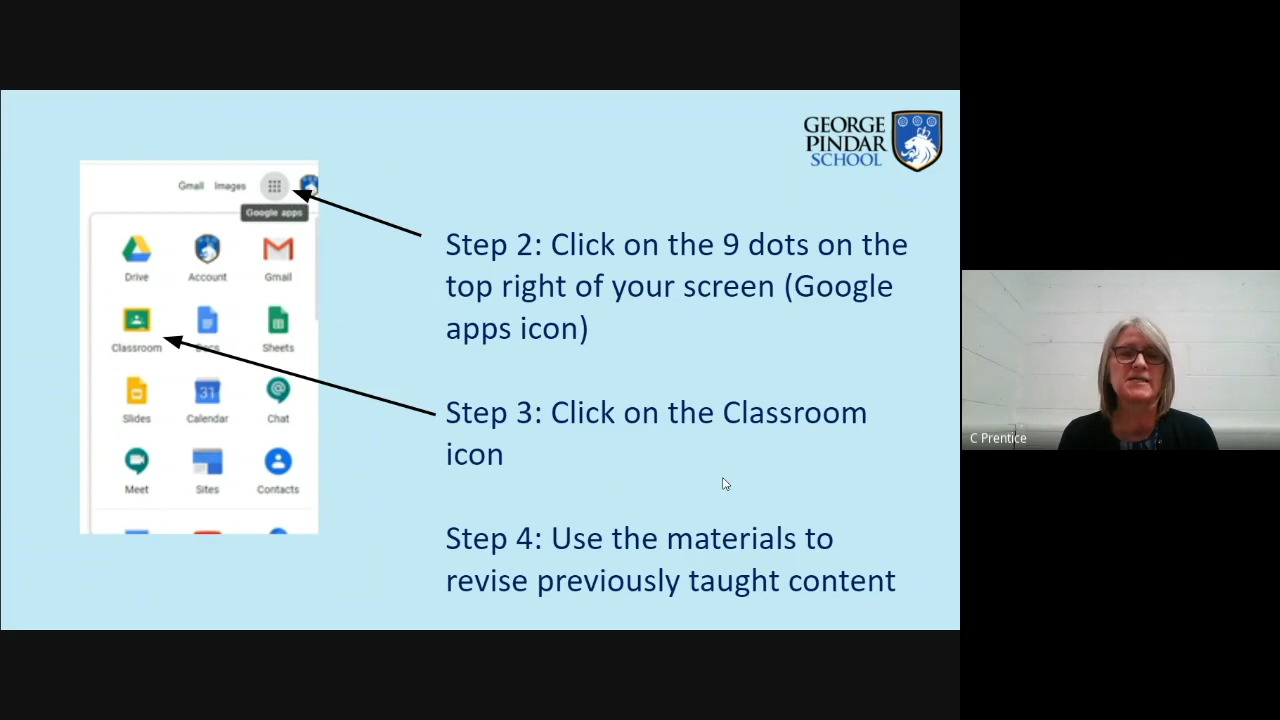 GEORGE
PINDAR
SCHOOL
Gmail Images
Google apps
Drive Account Gmail
Classroom Docs Sheets
31
Slides Calendar Chat
Meet Sites Contacts
Step 2: Click on the 9 dots on the
top right of your screen (Google
apps icon)
Step 3: Click on the Classroom
icon
Step 4: Use the materials to
revise previously taught content
C Prentice